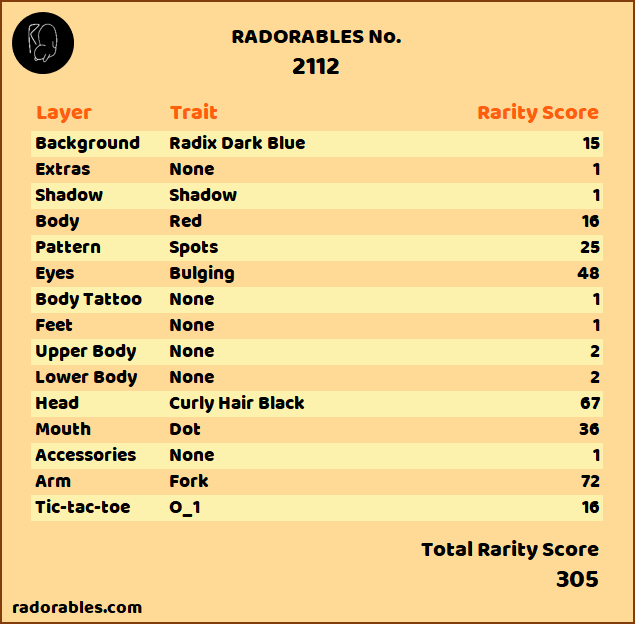 RADORABLES No.
2112
Layer Trait Rarity Score
Background Radix Dark Blue 15
Extras None 1
Shadow Shadow 1
Body Red 16
Pattern Spots 25
Eyes Bulging 48
Body Tattoo None 1
Feet None 1
Upper Body None 2
Lower Body None 2
Head Curly Hair Black 67
Mouth Dot 36
Accessories None 1
Arm Fork 72
Tic-tac-toe O_1 16
Total Rarity Score
305
radorables.com